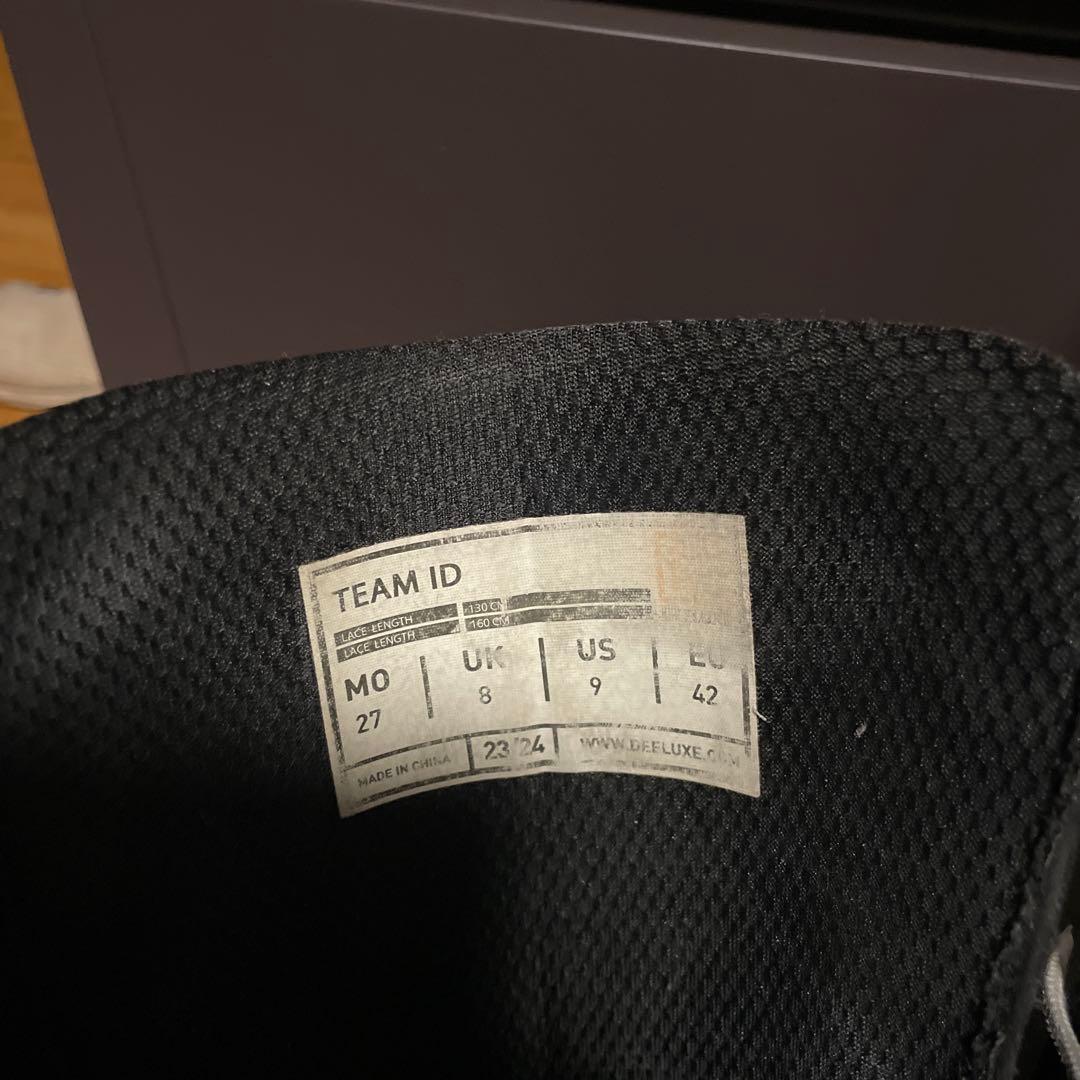 TEAM ID
LACE LENGTH 130 CM
LACE LENGTH 160 CM
MO UK US EU
27 8 9 42
MADE IN CHINA 23/24 WWW.DEELUXE.COM